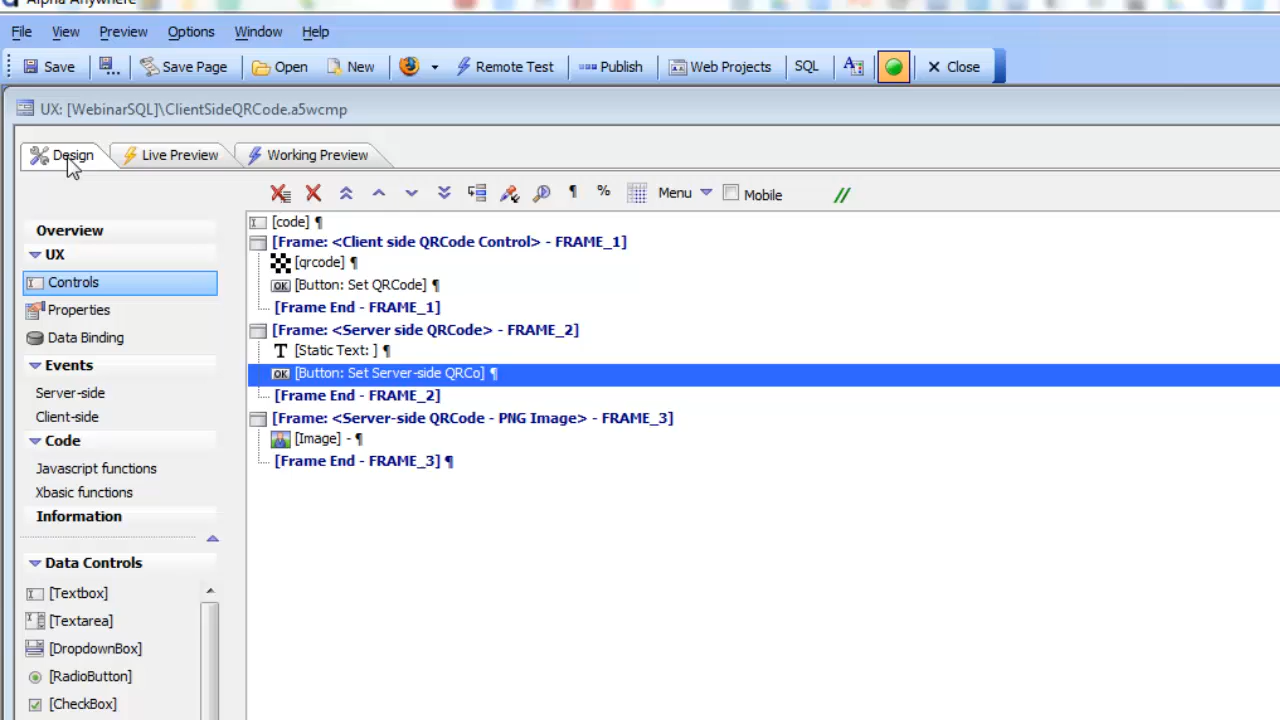 Alpha Anywhere
File View Preview Options Window Help
Save Save Page Open New Remote Test Publish Web Projects SQL A Close
UX: [WebinarSQL]\ClientSideQRCode.a5wcmp
Design Live Preview Working Preview
¶ % Menu Mobile //
Overview
UX
Controls
Properties
Data Binding
Events
Server-side
Client-side
Code
Javascript functions
Xbasic functions
Information
Data Controls
[Textbox]
[Textarea]
[DropdownBox]
[RadioButton]
[CheckBox]
[code] ¶
[Frame: <Client side QRCode Control> - FRAME_1]
[qrcode] ¶
OK [Button: Set QRCode] ¶
[Frame End - FRAME_1]
[Frame: <Server side QRCode> - FRAME_2]
T [Static Text: ] ¶
OK [Button: Set Server-side QRCo] ¶
[Frame End - FRAME_2]
[Frame: <Server-side QRCode - PNG Image> - FRAME_3]
[Image] - ¶
[Frame End - FRAME_3] ¶